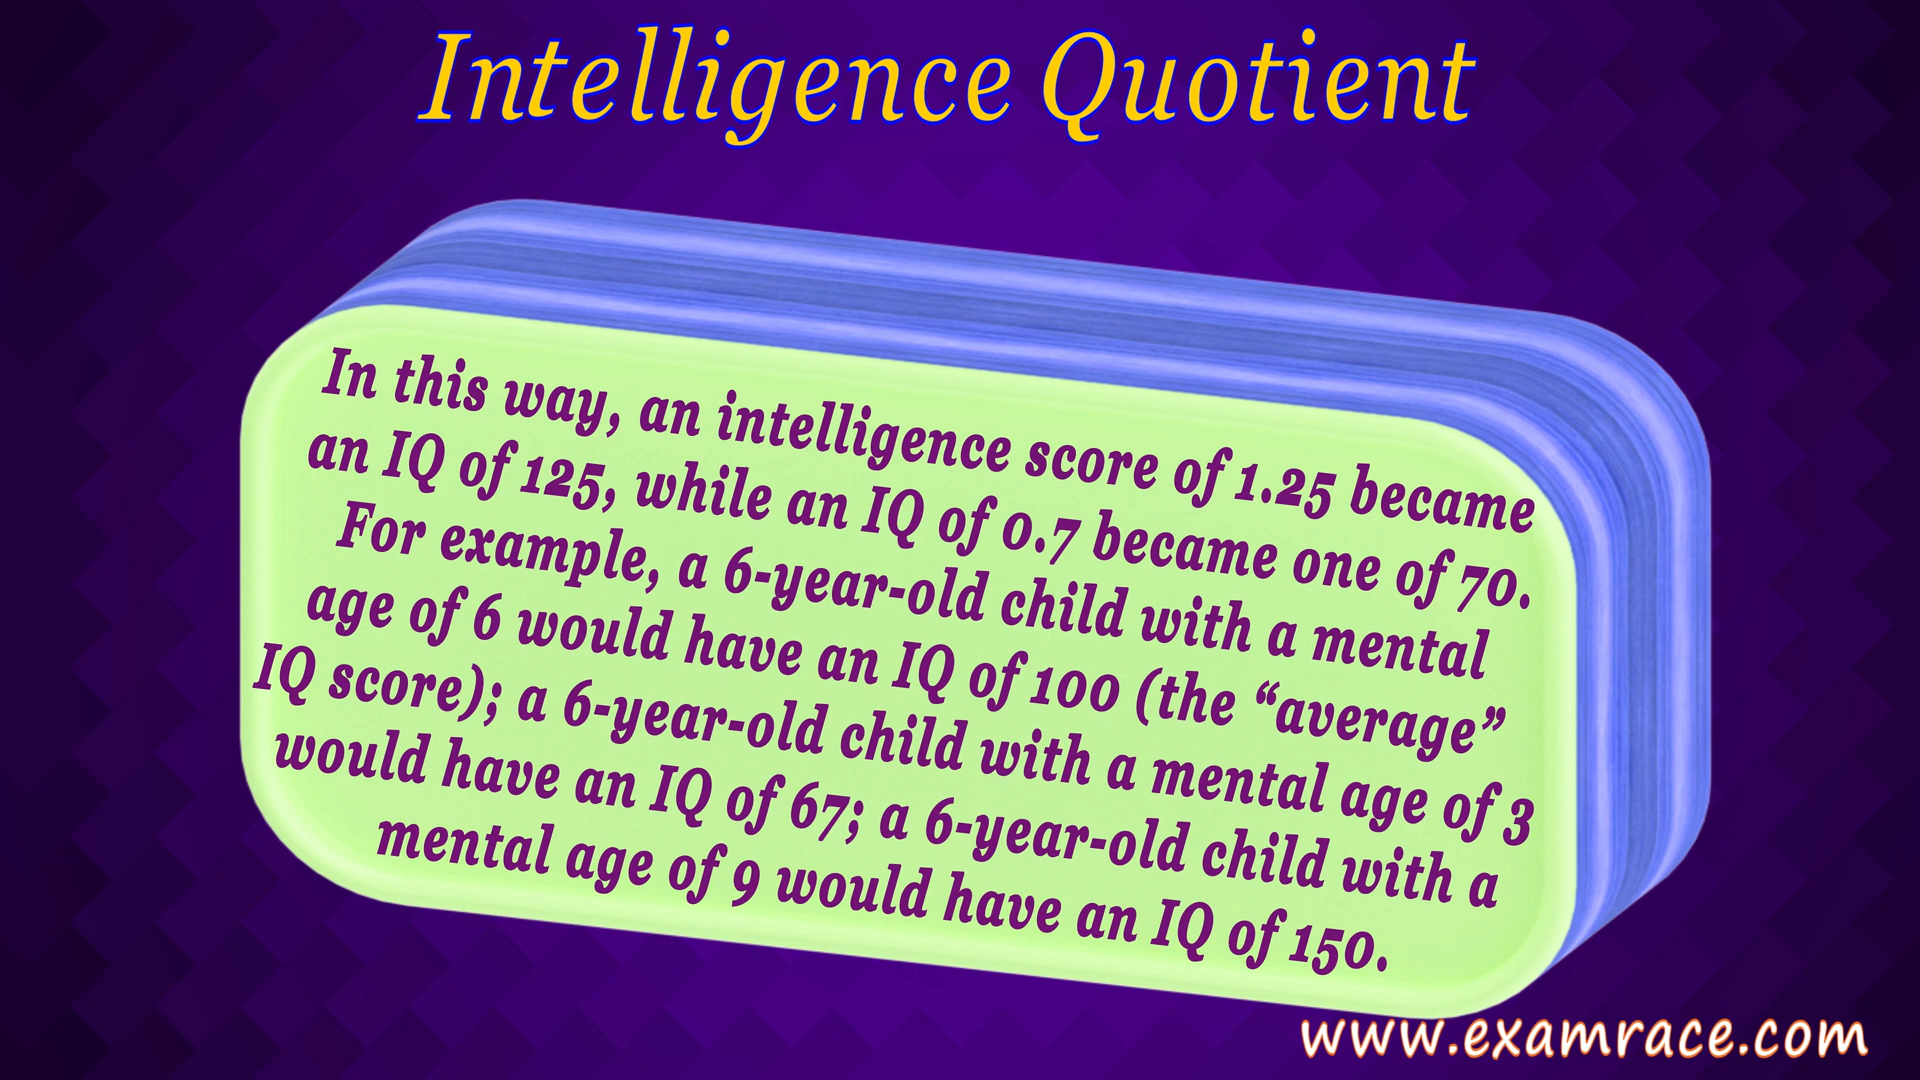 Intelligence Quotient
In this way, an intelligence score of 1.25 became
an IQ of 125, while an IQ of 0.7 became one of 70.
For example, a 6-year-old child with a mental
age of 6 would have an IQ of 100 (the “average”
IQ score); a 6-year-old child with a mental age of 3
would have an IQ of 67; a 6-year-old child with a
mental age of 9 would have an IQ of 150.
www.examrace.com